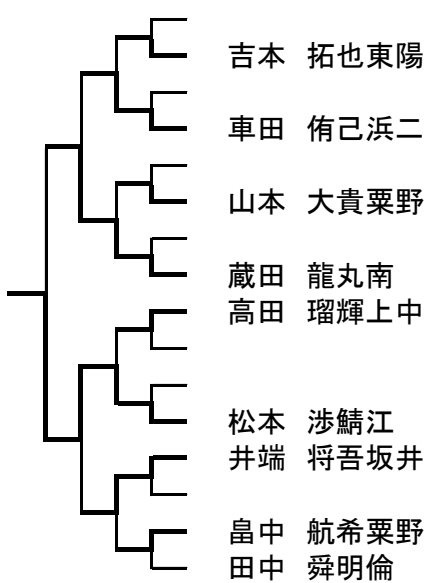 吉本 拓也東陽
車田 侑己浜二
山本 大貴粟野
蔵田 龍丸南
高田 瑠輝上中
松本 渉鯖江
井端 将吾坂井
畠中 航希粟野
田中 舜明倫